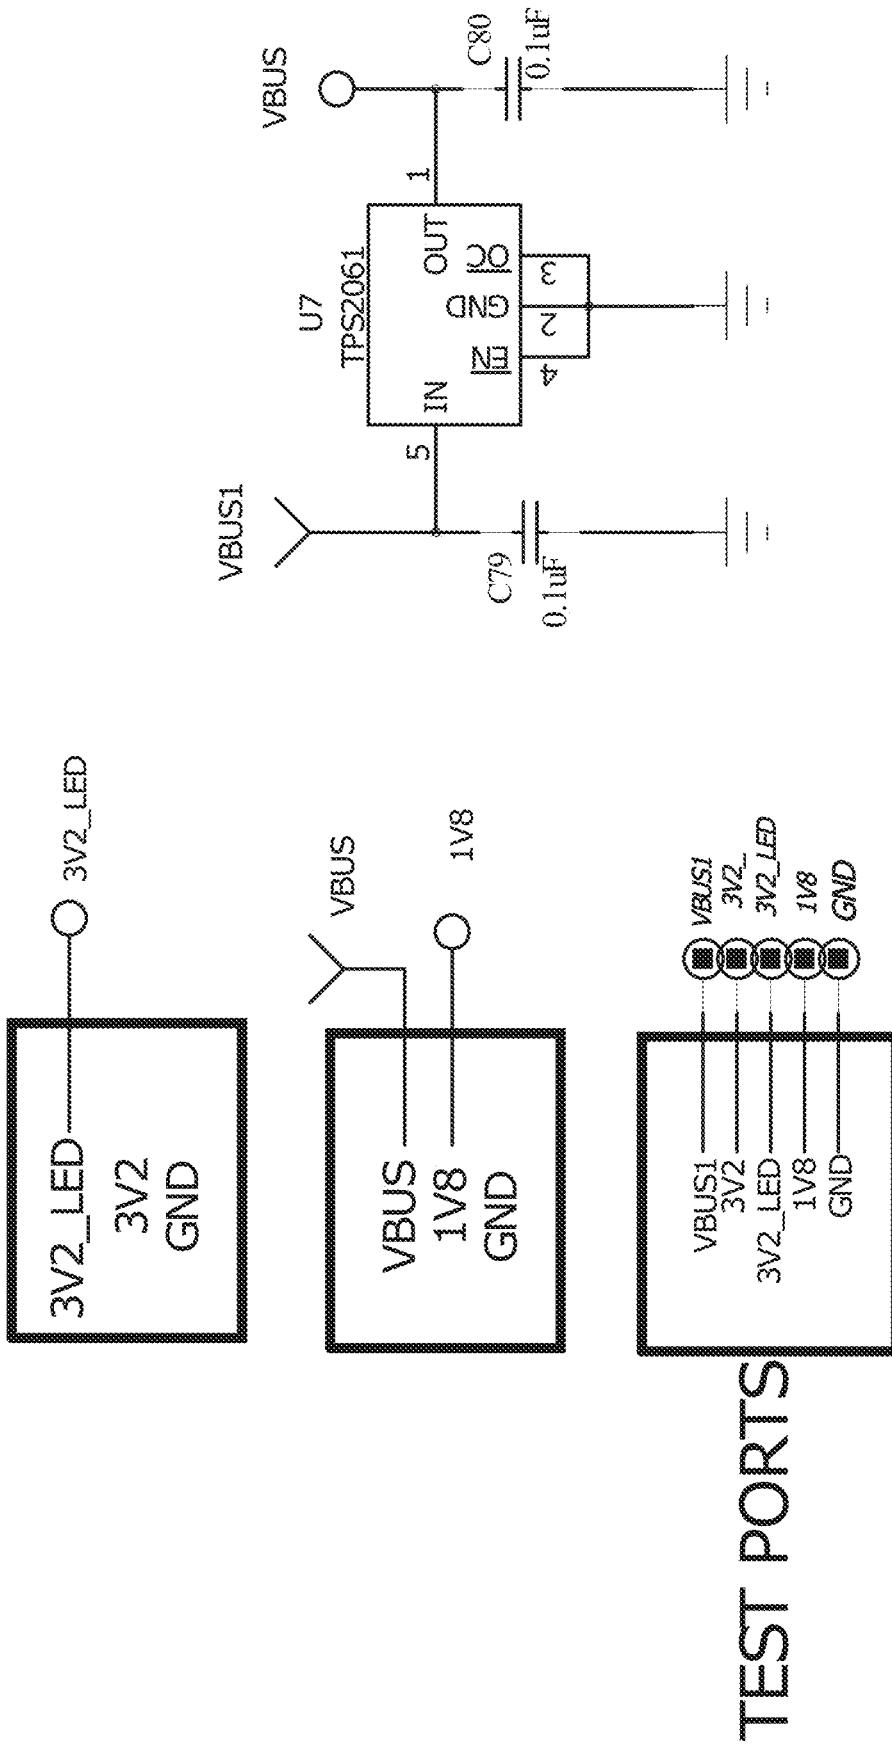 3V2_LED
3V2
GND
3V2_LED
VBUS
1V8
GND
VBUS
1V8
TEST PORTS
VBUS1
3V2
3V2_LED
1V8
GND
VBUS1
3V2_
3V2_LED
1V8
GND
VBUS1
C79
0.1uF
U7
TPS2061
5
IN
OUT
1
EN
GND
OC
4
2
3
VBUS
C80
0.1uF